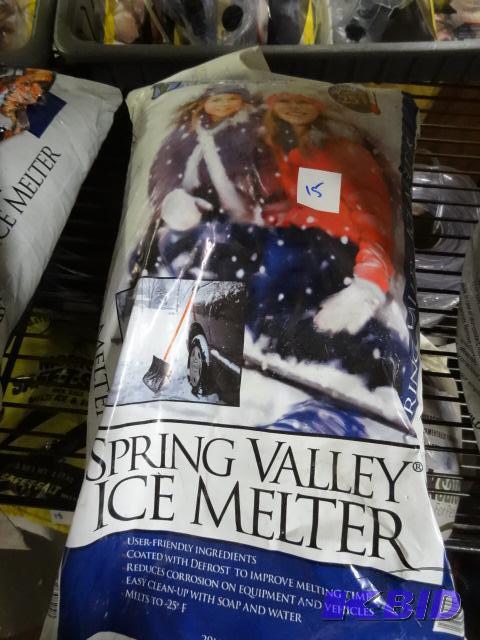 15
ICE MELTER
SPRING VALLEY®
ICE MELTER
·USER-FRIENDLY INGREDIENTS
·COATED WITH DEFROST TO IMPROVE MELTING TIME
·REDUCES CORROSION ON EQUIPMENT AND VEHICLES
·EASY CLEAN-UP WITH SOAP AND WATER
·MELTS TO -25° F
K-BID